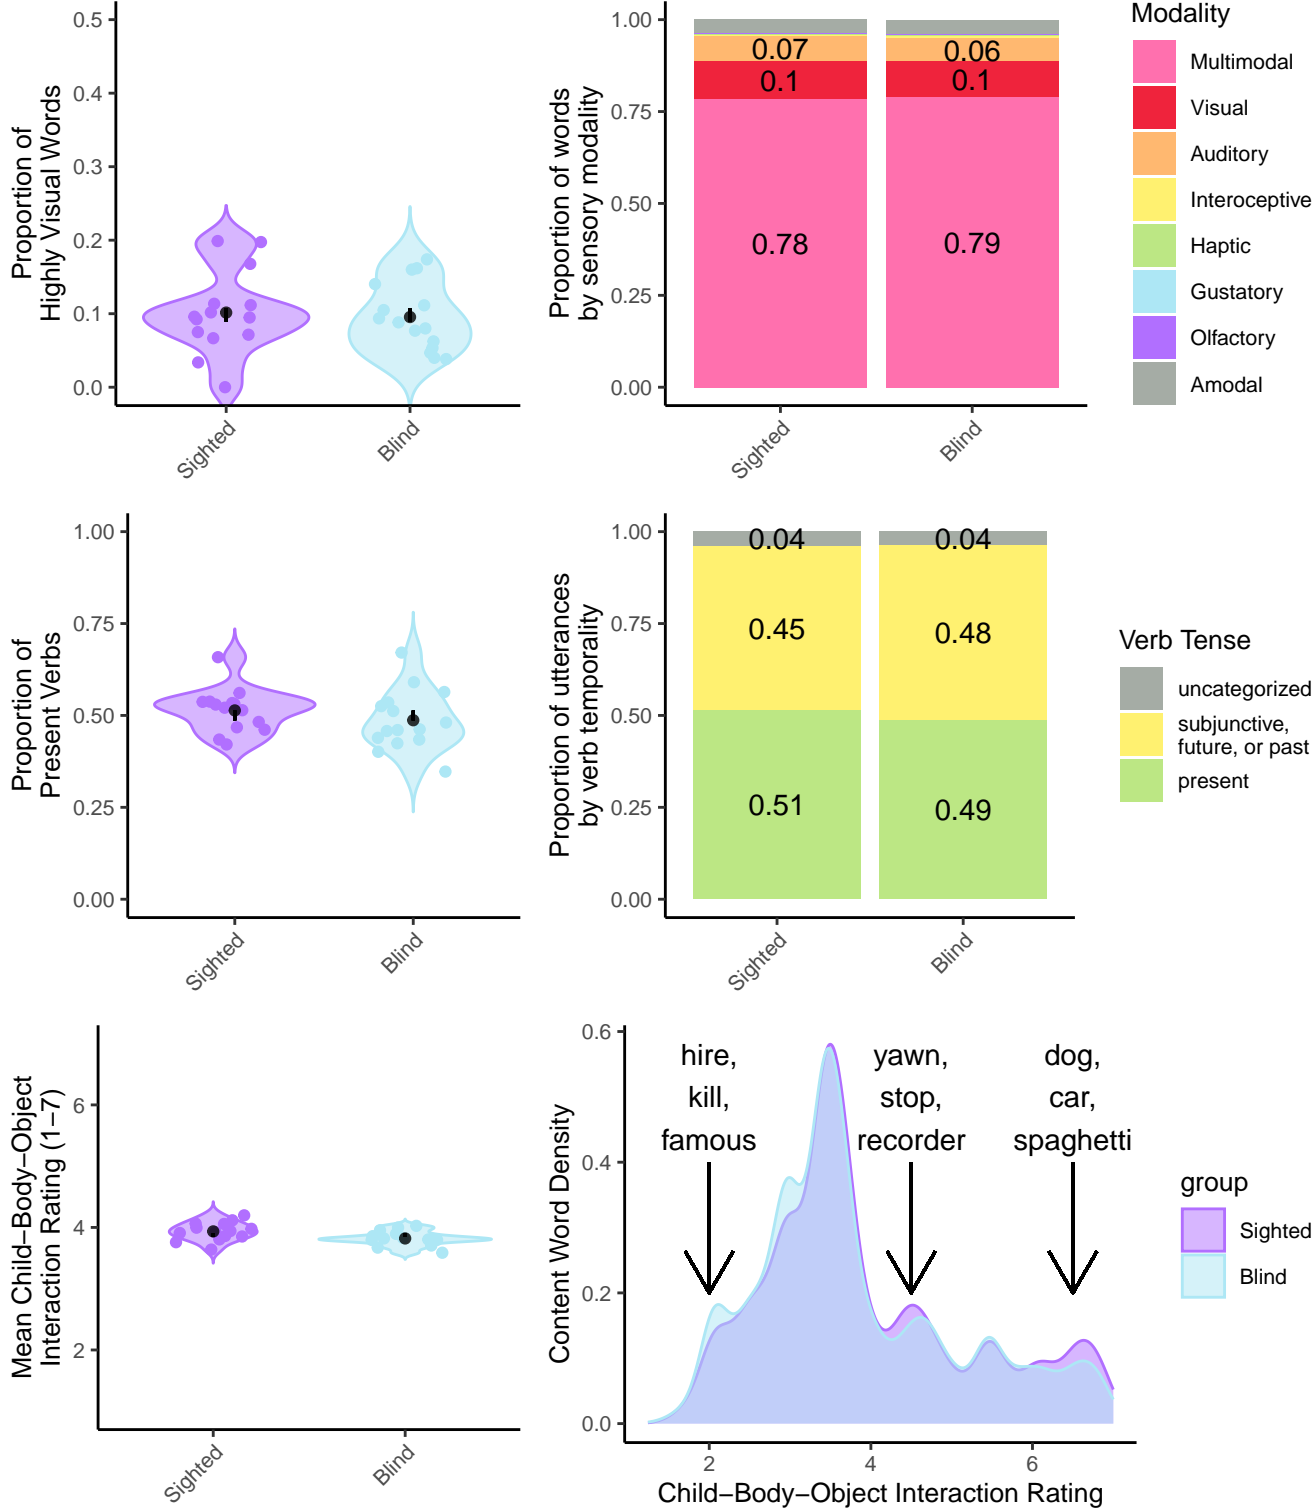 Proportion of
Highly Visual Words
0.5
0.4
0.3
0.2
0.1
0.0
Sighted
Blind
Proportion of words
by sensory modality
1.00
0.75
0.50
0.25
0.00
0.07
0.1
0.78
0.06
0.1
0.79
Sighted
Blind
Modality
Multimodal
Visual
Auditory
Interoceptive
Haptic
Gustatory
Olfactory
Amodal
Proportion of
Present Verbs
1.00
0.75
0.50
0.25
0.00
Sighted
Blind
Proportion of utterances
by verb temporality
1.00
0.75
0.50
0.25
0.00
0.04
0.45
0.51
0.04
0.48
0.49
Sighted
Blind
Verb Tense
uncategorized
subjunctive,
future, or past
present
Mean Child−Body−Object
Interaction Rating (1−7)
6
4
2
Sighted
Blind
Content Word Density
0.6
0.4
0.2
0.0
hire,
kill,
famous
yawn,
stop,
recorder
dog,
car,
spaghetti
2
4
6
Child−Body−Object Interaction Rating
group
Sighted
Blind